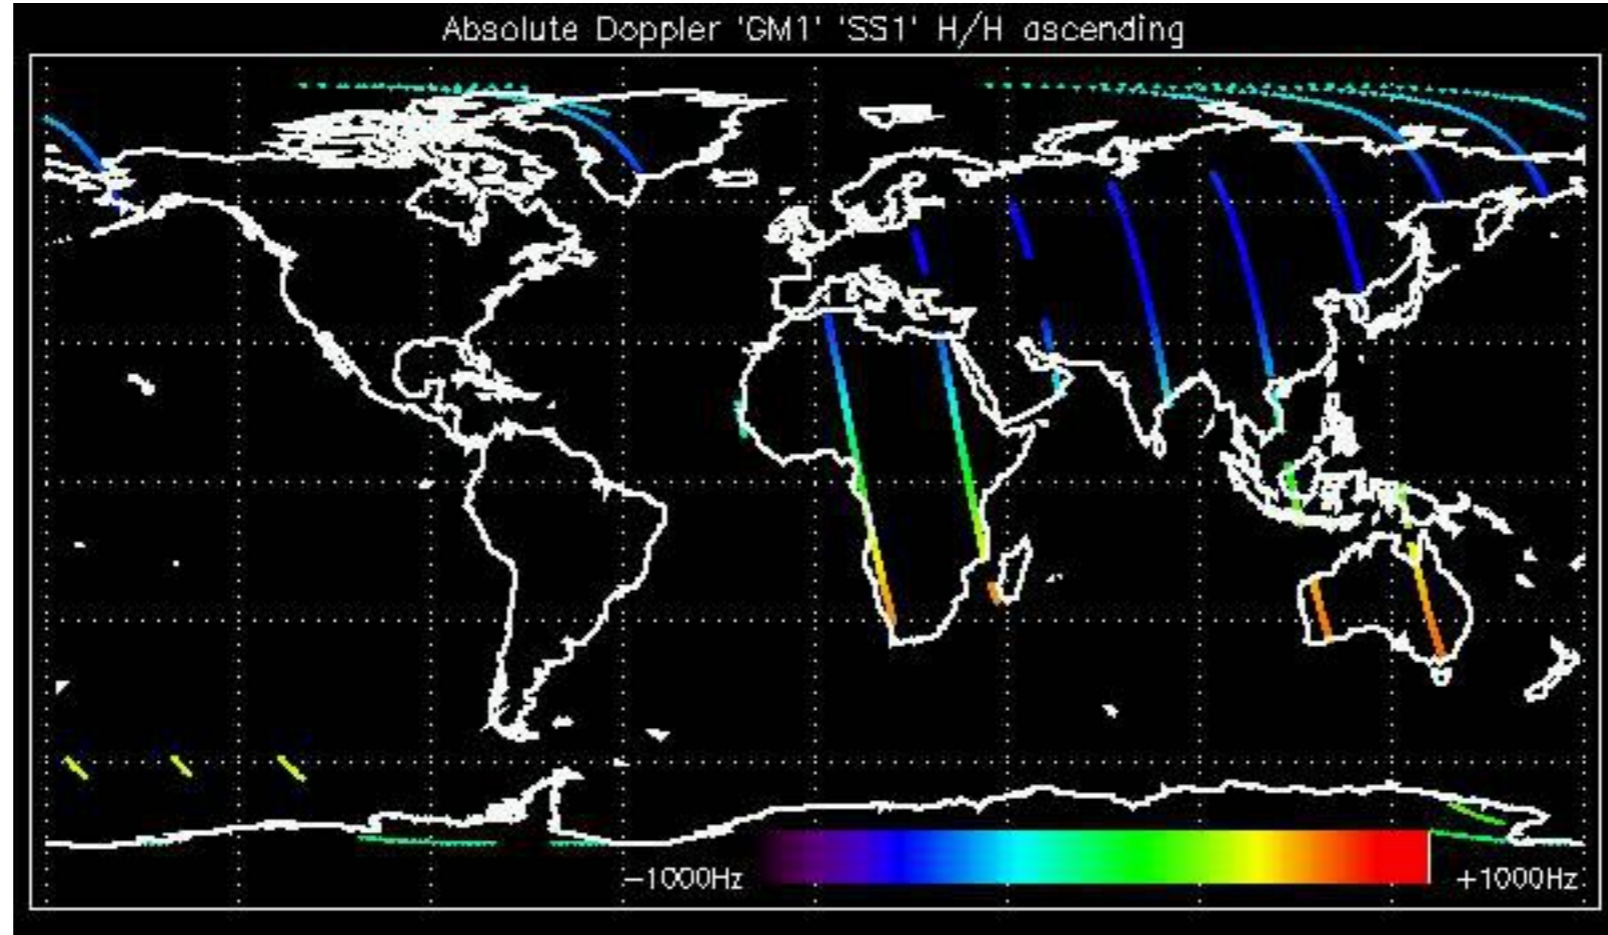 Absolute Doppler 'GM1' 'SS1' H/H ascending
−1000Hz
+1000Hz